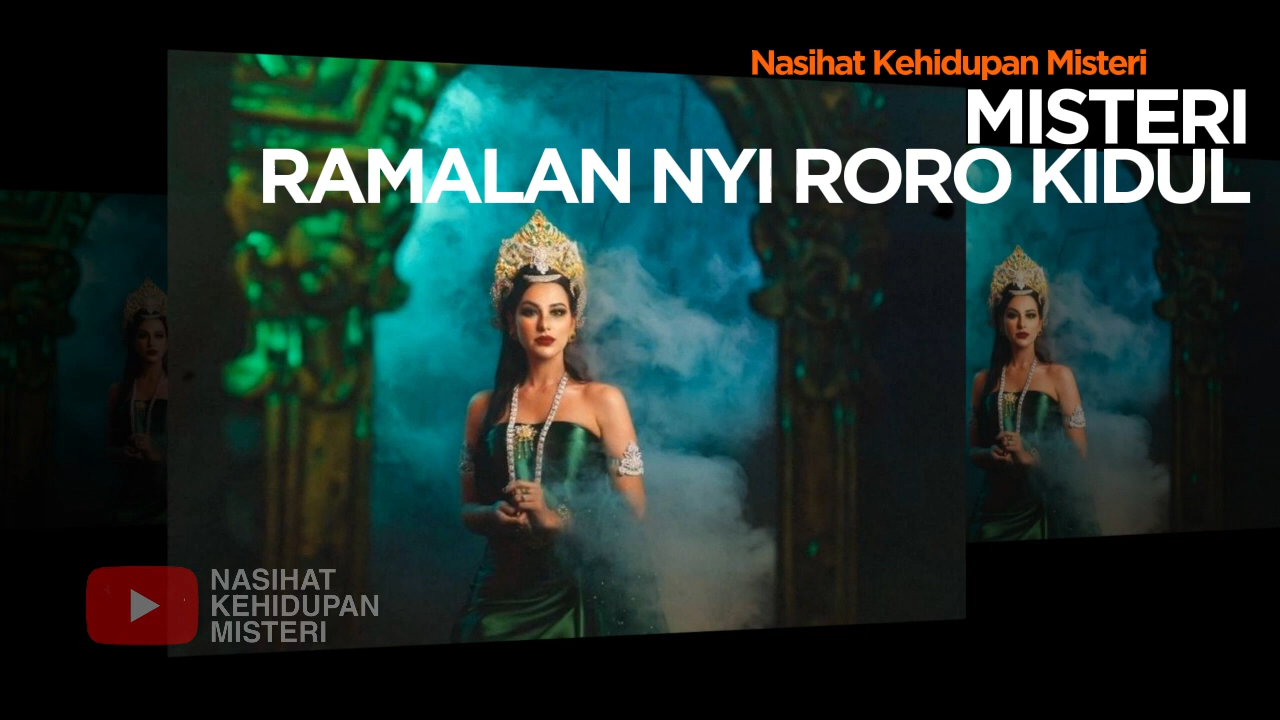 Nasihat Kehidupan Misteri
MISTERI
RAMALAN NYI RORO KIDUL
NASIHAT
KEHIDUPAN
MISTERI